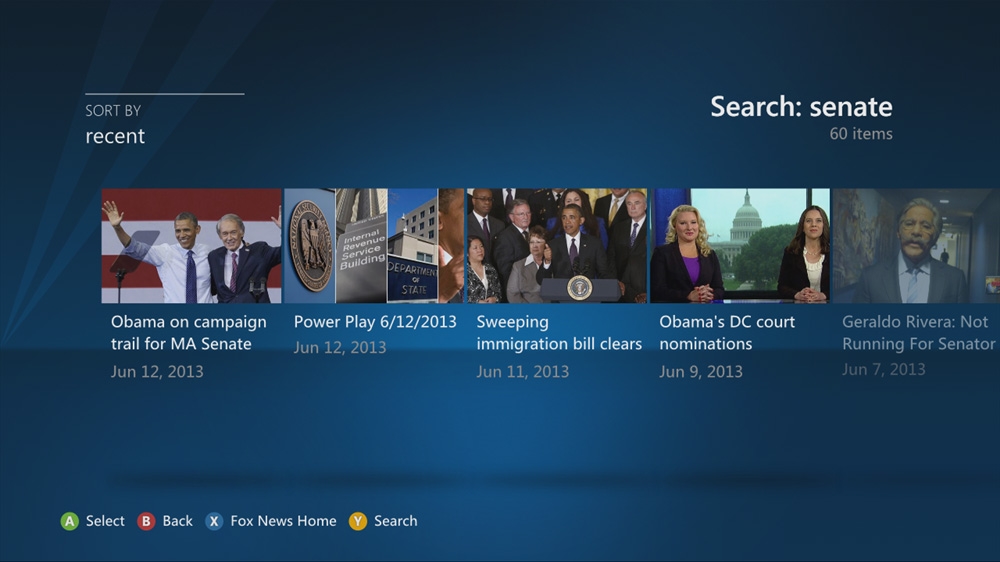 SORT BY
recent
Search: senate
60 items
Internal
Revenue
Service
Building
DEPARTMENT
OF
STATE
Obama on campaign
trail for MA Senate
Jun 12, 2013
Power Play 6/12/2013
Jun 12, 2013
Sweeping
immigration bill clears
Jun 11, 2013
Obama's DC court
nominations
Jun 9, 2013
Geraldo Rivera: Not
Running For Senator
Jun 7, 2013
A Select B Back X Fox News Home Y Search